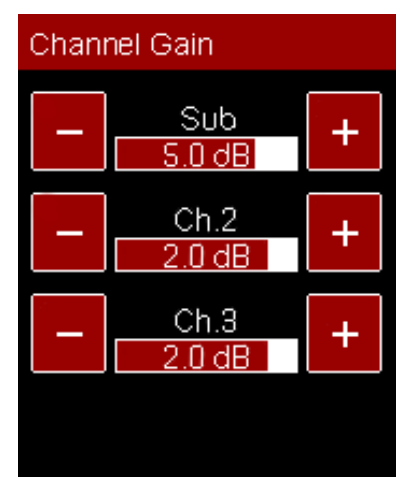 Channel Gain
Sub
− 5.0 dB +
Ch.2
− 2.0 dB +
Ch.3
− 2.0 dB +